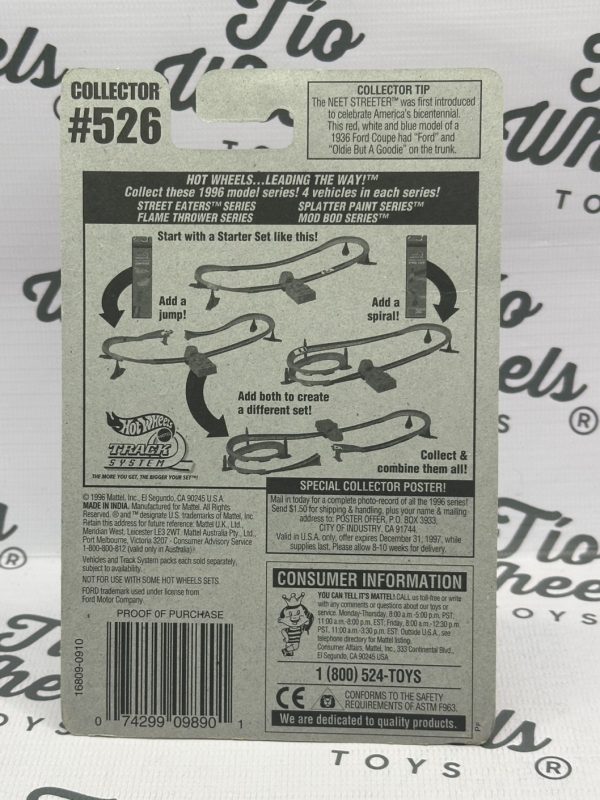 Tío
Wheels
TOYS
COLLECTOR
#526
COLLECTOR TIP
The NEET STREETER™ was first introduced
to celebrate America's bicentennial.
This red, white and blue model of a
1936 Ford Coupe had "Ford" and
"Oldie But A Goodie" on the trunk.
HOT WHEELS...LEADING THE WAY!™
Collect these 1996 model series! 4 vehicles in each series!
STREET EATERS™ SERIES SPLATTER PAINT SERIES™
FLAME THROWER SERIES MOD BOD SERIES™
Start with a Starter Set like this!
Add a
jump!
Add a
spiral!
Add both to create
a different set!
Hot Wheels
TRACK
SYSTEM
THE MORE YOU GET, THE BIGGER YOUR SET™!
Collect &
combine them all!
SPECIAL COLLECTOR POSTER!
Mail in today for a complete photo-record of all the 1996 series!
Send $1.50 for shipping & handling, plus your name & mailing
address to: POSTER OFFER, P.O. BOX 3933,
CITY OF INDUSTRY, CA 91744
Valid in U.S.A. only, offer expires December 31, 1997, while
supplies last. Please allow 8-10 weeks for delivery.
© 1996 Mattel, Inc., El Segundo, CA 90245 U.S.A.
MADE IN INDIA. Manufactured for Mattel. All Rights
Reserved. ® and ™ designate U.S. trademarks of Mattel, Inc.
Retain this address for future reference: Mattel U.K., Ltd.,
Meridian West, Leicester LE3 2WT. Mattel Australia Pty., Ltd.,
Port Melbourne, Victoria 3207 - Consumer Advisory Service
1-800-800-812 (valid only in Australia)
Vehicles and Track System packs each sold separately,
subject to availability.
NOT FOR USE WITH SOME HOT WHEELS SETS.
FORD trademark used under license from
Ford Motor Company.
PROOF OF PURCHASE
16809-0910
0 74299 09890 1
CONSUMER INFORMATION
YOU CAN TELL IT'S MATTEL! CALL us toll-free or write
with any comments or questions about our toys or
service. Monday-Thursday, 8:00 a.m.-5:00 p.m. PST,
11:00 a.m.-8:00 p.m. EST; Friday, 8:00 a.m.-12:30 p.m.
PST, 11:00 a.m.-3:30 p.m. EST. Outside U.S.A., see
telephone directory for Mattel listing.
Consumer Affairs, Mattel, Inc., 333 Continental Blvd.,
El Segundo, CA 90245 USA
1 (800) 524-TOYS
CE
CONFORMS TO THE SAFETY
REQUIREMENTS OF ASTM F963.
We are dedicated to quality products.
TOYS ®